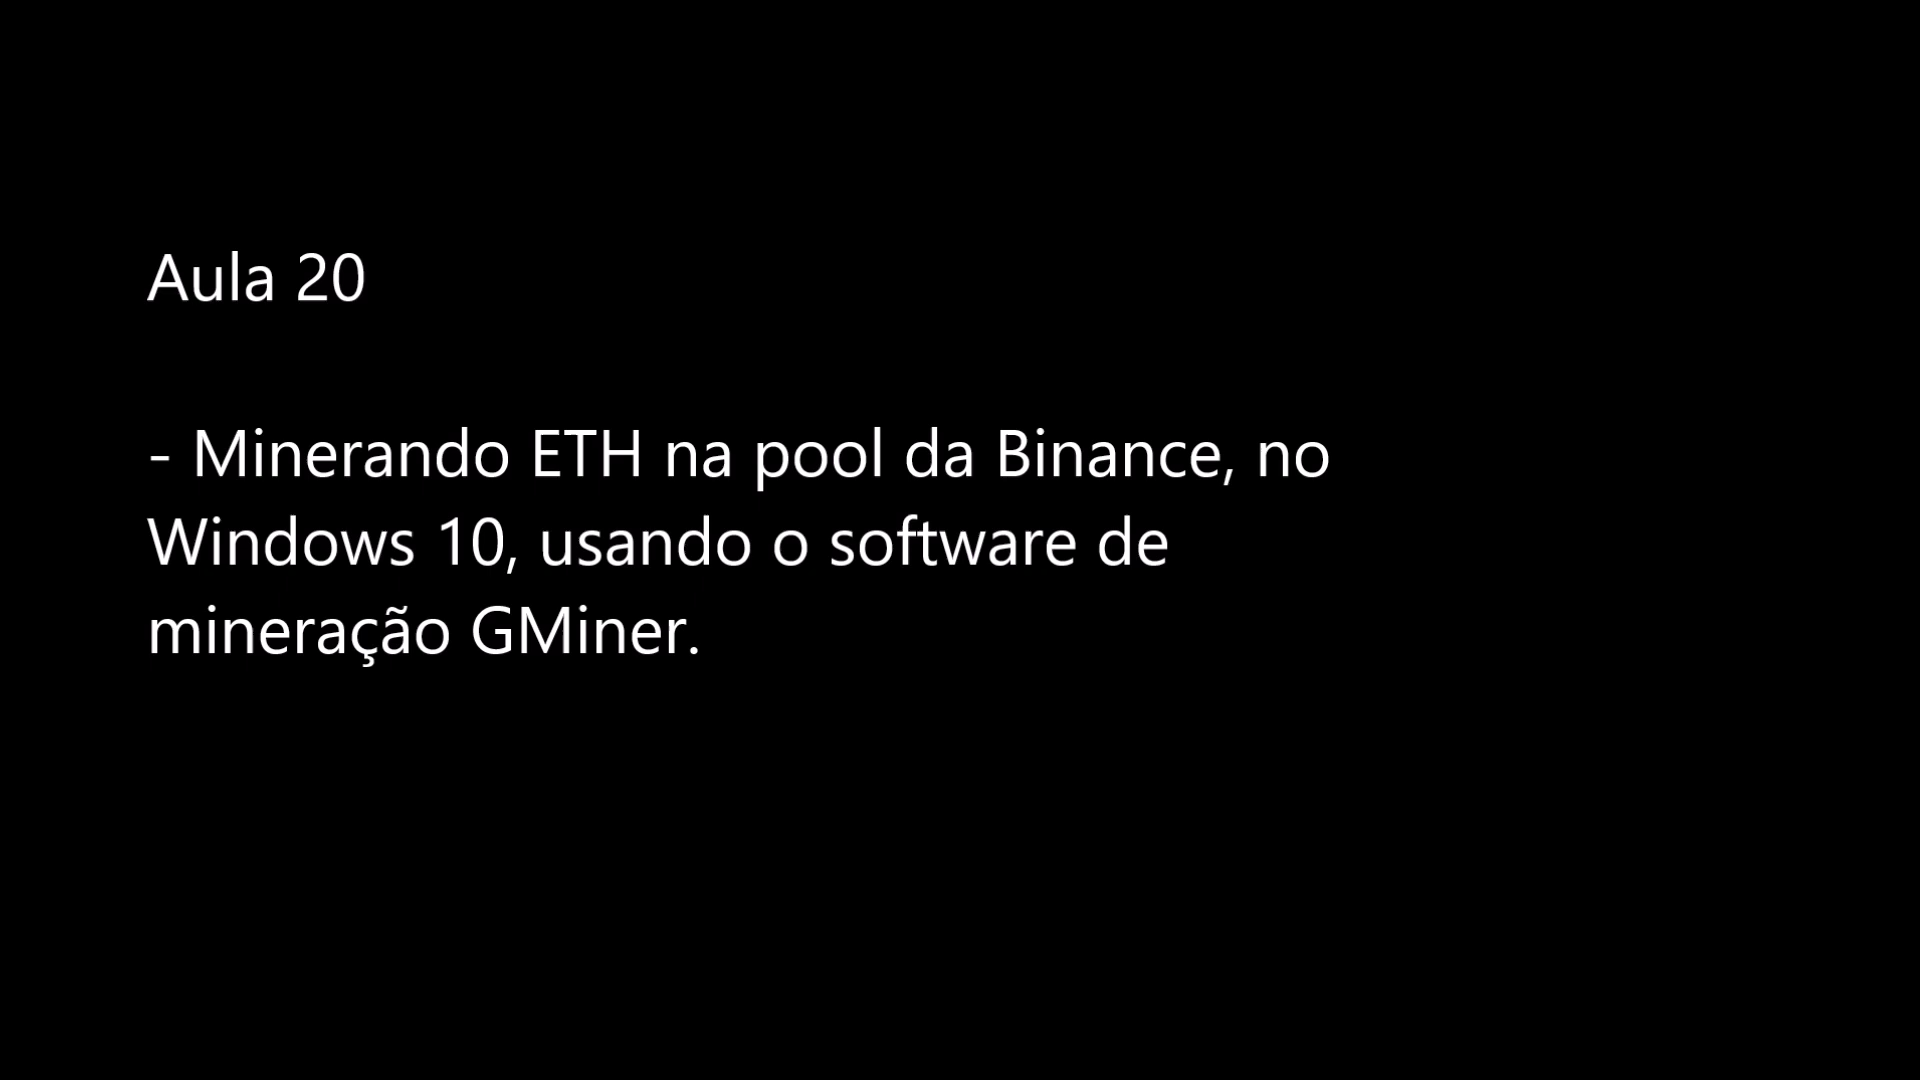 Aula 20
- Minerando ETH na pool da Binance, no
Windows 10, usando o software de
mineração GMiner.